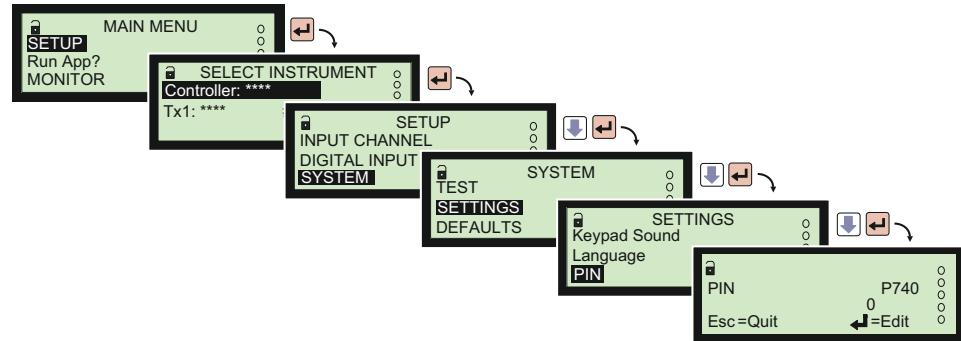 MAIN MENU
SETUP
Run App?
MONITOR
SELECT INSTRUMENT
Controller: ****
Tx1: ****
SETUP
INPUT CHANNEL
DIGITAL INPUT
SYSTEM
SYSTEM
TEST
SETTINGS
DEFAULTS
SETTINGS
Keypad Sound
Language
PIN
PIN P740
0
Esc=Quit =Edit